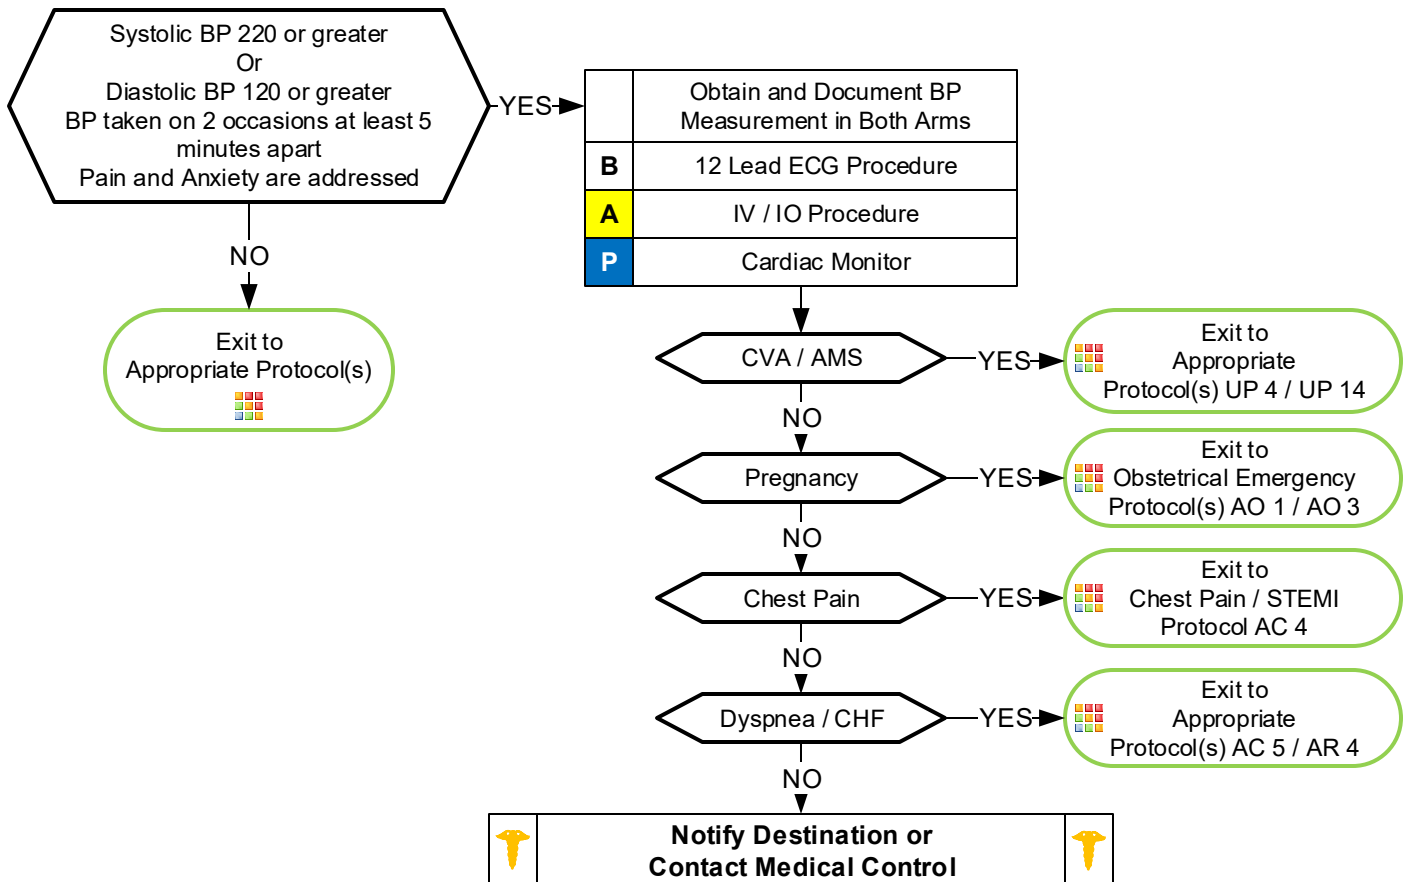 Systolic BP 220 or greater
Or
Diastolic BP 120 or greater
BP taken on 2 occasions at least 5
minutes apart
Pain and Anxiety are addressed
YES
NO
Exit to
Appropriate Protocol(s)
Obtain and Document BP
Measurement in Both Arms
B 12 Lead ECG Procedure
A IV / IO Procedure
P Cardiac Monitor
CVA / AMS
YES
Exit to
Appropriate
Protocol(s) UP 4 / UP 14
NO
Pregnancy
YES
Exit to
Obstetrical Emergency
Protocol(s) AO 1 / AO 3
NO
Chest Pain
YES
Exit to
Chest Pain / STEMI
Protocol AC 4
NO
Dyspnea / CHF
YES
Exit to
Appropriate
Protocol(s) AC 5 / AR 4
NO
Notify Destination or
Contact Medical Control